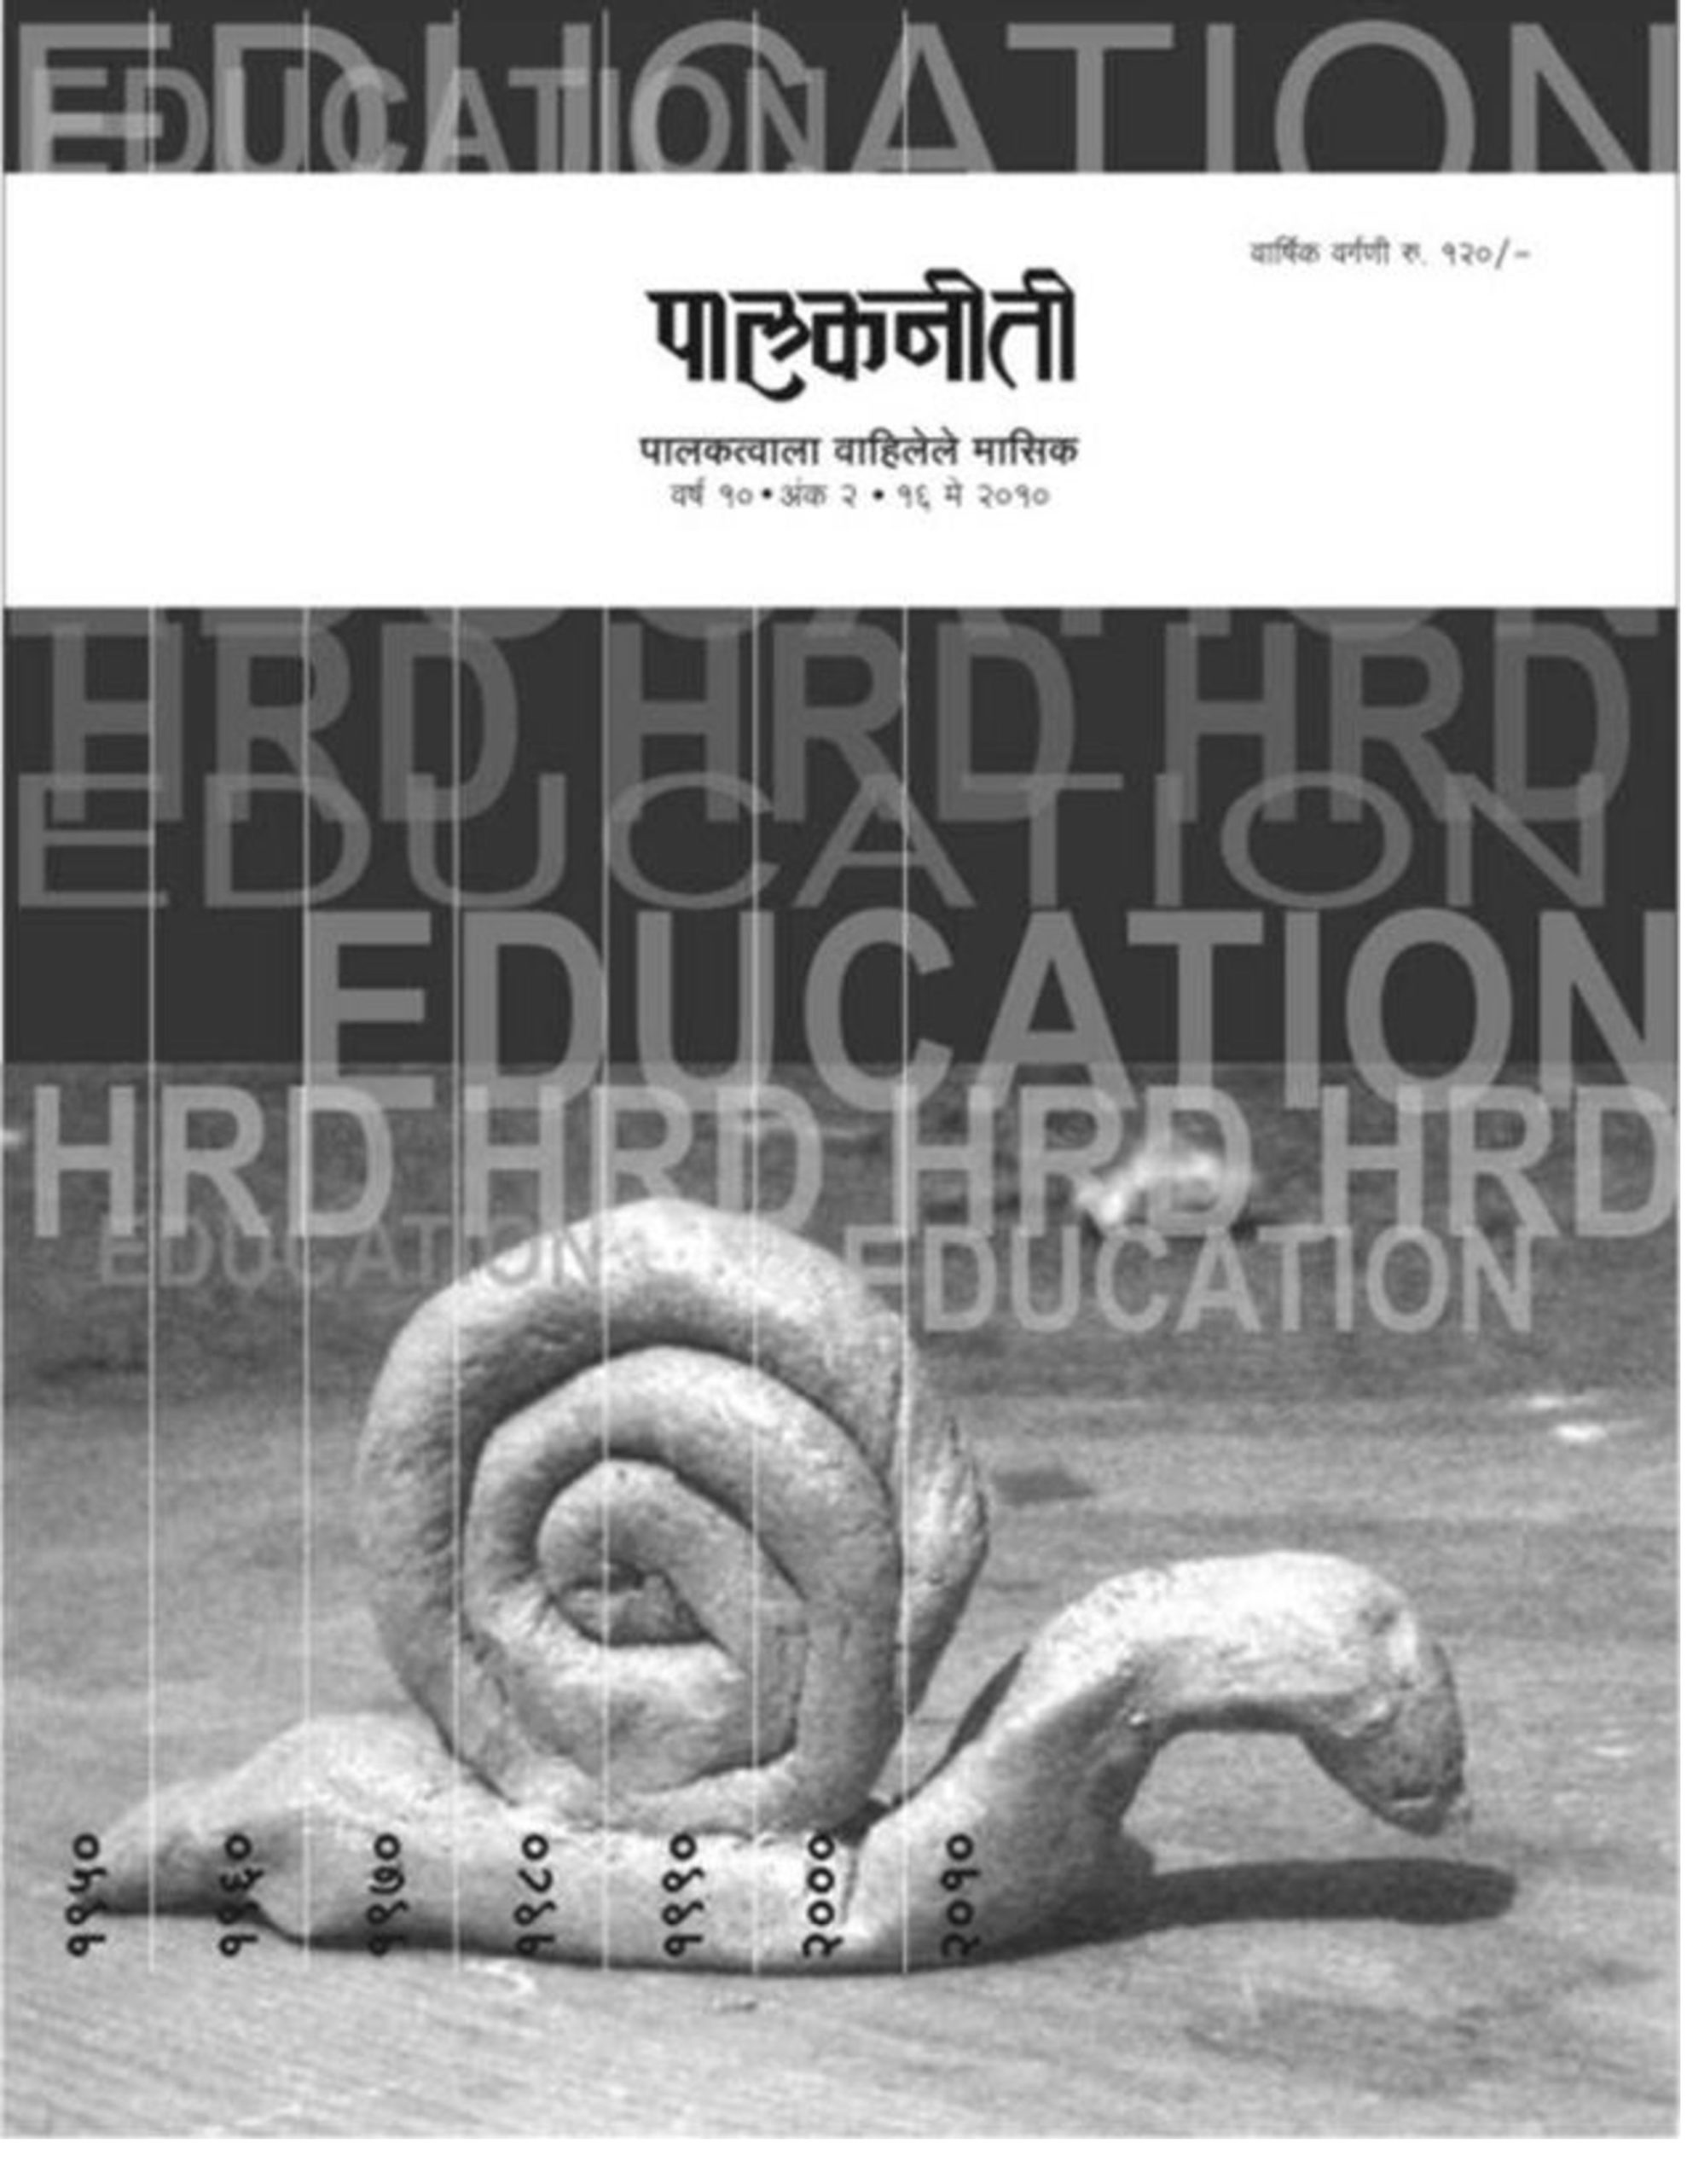 EDUCATION
EDUCATION
वार्षिक वर्गणी रु. १२०/-
पालकनीती
पालकत्वाला वाहिलेले मासिक
वर्ष १० • अंक २ • १६ मे २०१०
EDUCATION
HRD HRD HRD
EDUCATION
EDUCATION
HRD HRD HRD HRD
EDUCATION EDUCATION
१९५० १९६० १९७० १९८० १९९० २००० २०१०